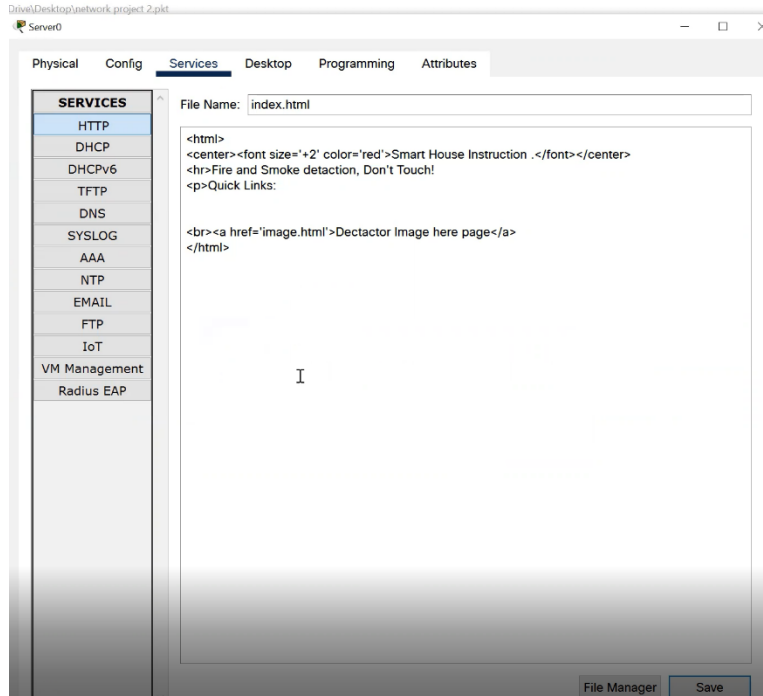 Drive\Desktop\network project 2.pkt
Server0
Physical Config Services Desktop Programming Attributes
SERVICES
HTTP
DHCP
DHCPv6
TFTP
DNS
SYSLOG
AAA
NTP
EMAIL
FTP
IoT
VM Management
Radius EAP
File Name: index.html
<html>
<center><font size='+2' color='red'>Smart House Instruction .</font></center>
<hr>Fire and Smoke detaction, Don't Touch!
<p>Quick Links:
<br><a href='image.html'>Dectactor Image here page</a>
</html>
File Manager Save